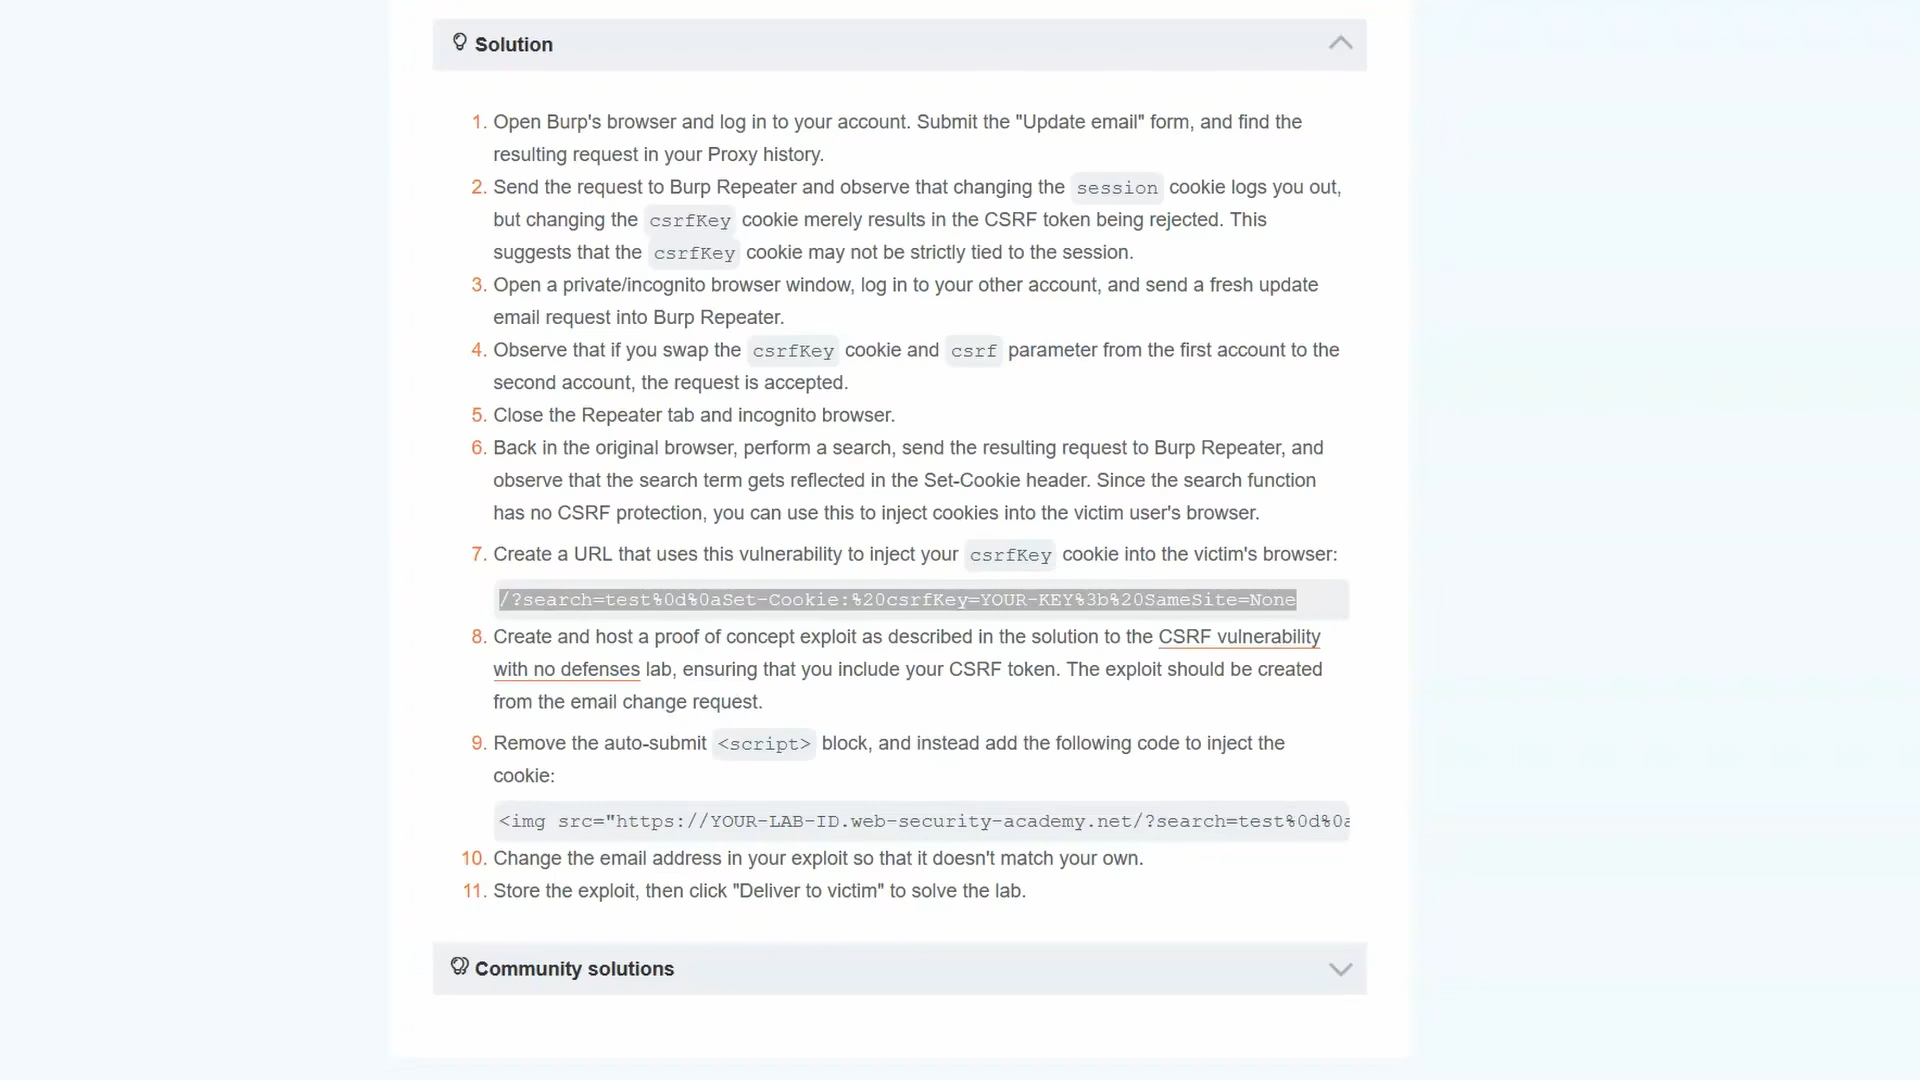 Solution
1. Open Burp's browser and log in to your account. Submit the "Update email" form, and find the
resulting request in your Proxy history.
2. Send the request to Burp Repeater and observe that changing the session cookie logs you out,
but changing the csrfKey cookie merely results in the CSRF token being rejected. This
suggests that the csrfKey cookie may not be strictly tied to the session.
3. Open a private/incognito browser window, log in to your other account, and send a fresh update
email request into Burp Repeater.
4. Observe that if you swap the csrfKey cookie and csrf parameter from the first account to the
second account, the request is accepted.
5. Close the Repeater tab and incognito browser.
6. Back in the original browser, perform a search, send the resulting request to Burp Repeater, and
observe that the search term gets reflected in the Set-Cookie header. Since the search function
has no CSRF protection, you can use this to inject cookies into the victim user's browser.
7. Create a URL that uses this vulnerability to inject your csrfKey cookie into the victim's browser:
/?search=test%0d%0aSet-Cookie:%20csrfKey=YOUR-KEY%3b%20SameSite=None
8. Create and host a proof of concept exploit as described in the solution to the CSRF vulnerability
with no defenses lab, ensuring that you include your CSRF token. The exploit should be created
from the email change request.
9. Remove the auto-submit <script> block, and instead add the following code to inject the
cookie:
<img src="https://YOUR-LAB-ID.web-security-academy.net/?search=test%0d%0a
10. Change the email address in your exploit so that it doesn't match your own.
11. Store the exploit, then click "Deliver to victim" to solve the lab.
Community solutions